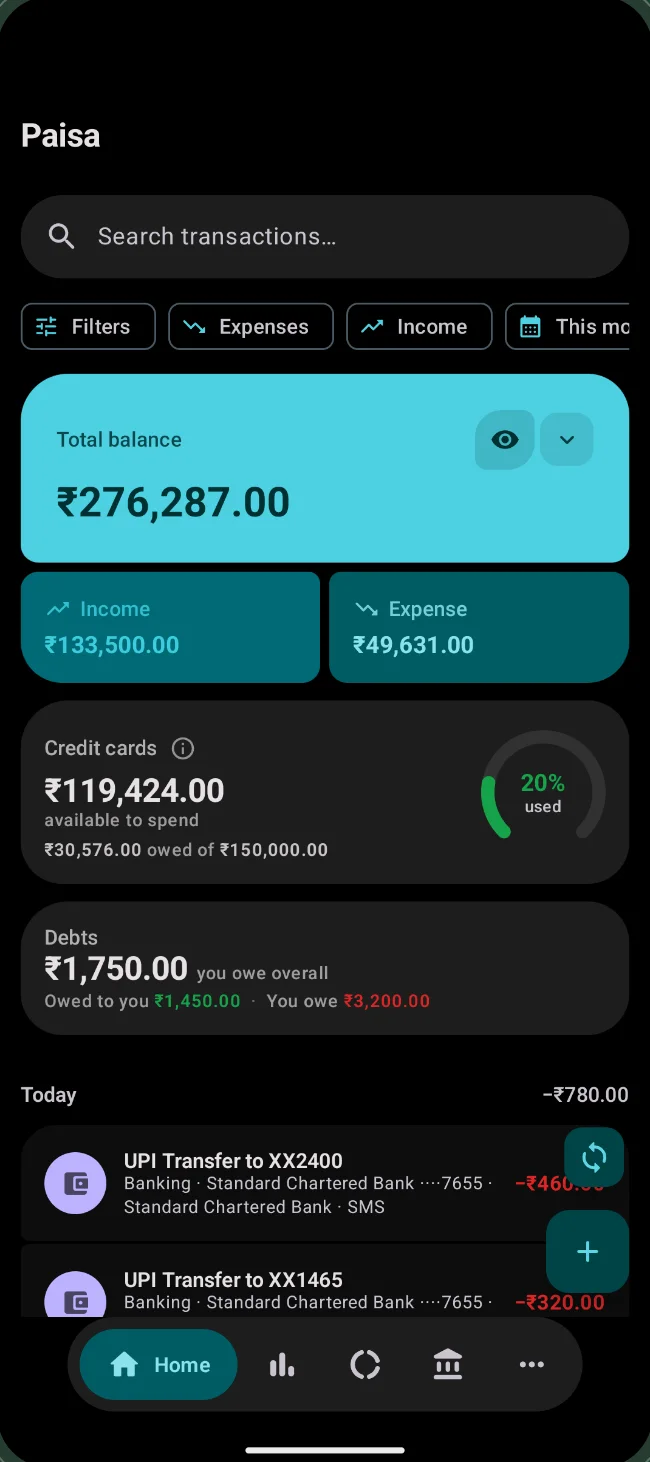 Paisa
Search transactions...
Filters
Expenses
Income
This mo
Total balance
₹276,287.00
Income
₹133,500.00
Expense
₹49,631.00
Credit cards
₹119,424.00
available to spend
₹30,576.00 owed of ₹150,000.00
20%
used
Debts
₹1,750.00 you owe overall
Owed to you ₹1,450.00 · You owe ₹3,200.00
Today
−₹780.00
UPI Transfer to XX2400
Banking · Standard Chartered Bank ····7655 ·
Standard Chartered Bank · SMS
−₹460.00
UPI Transfer to XX1465
Banking · Standard Chartered Bank ····7655 ·
−₹320.00
Home